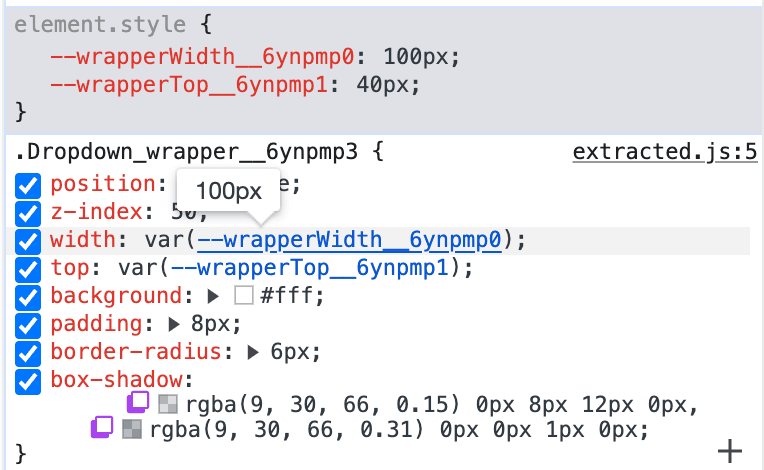 element.style {
--wrapperWidth__6ynpmp0: 100px;
--wrapperTop__6ynpmp1: 40px;
}
.Dropdown_wrapper__6ynpmp3 { extracted.js:5
position: e;
100px
z-index: 50;
width: var(--wrapperWidth__6ynpmp0);
top: var(--wrapperTop__6ynpmp1);
background: ▶ #fff;
padding: ▶ 8px;
border-radius: ▶ 6px;
box-shadow:
rgba(9, 30, 66, 0.15) 0px 8px 12px 0px,
rgba(9, 30, 66, 0.31) 0px 0px 1px 0px;
}